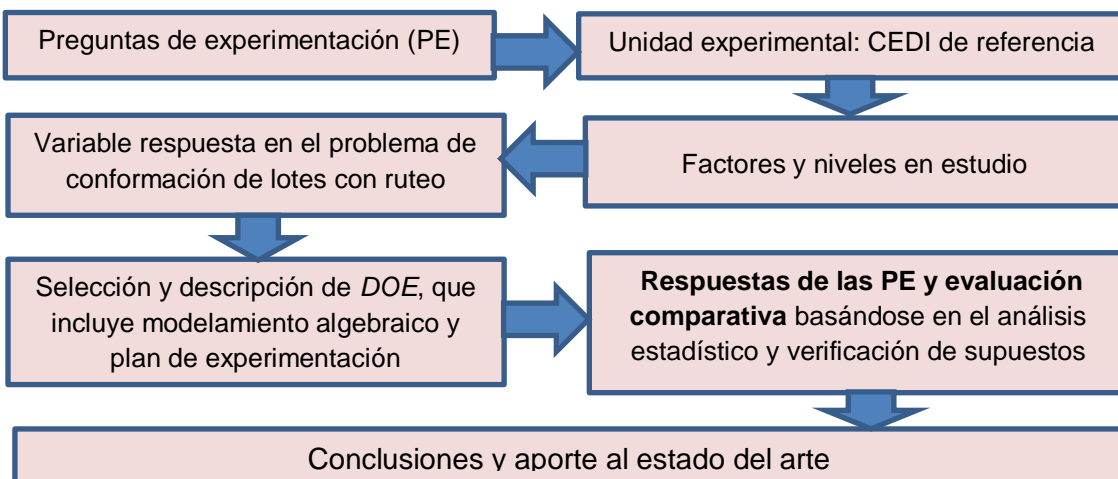 Preguntas de experimentación (PE)
Unidad experimental: CEDI de referencia
Factores y niveles en estudio
Variable respuesta en el problema de
conformación de lotes con ruteo
Selección y descripción de DOE, que
incluye modelamiento algebraico y
plan de experimentación
Respuestas de las PE y evaluación
comparativa basándose en el análisis
estadístico y verificación de supuestos
Conclusiones y aporte al estado del arte